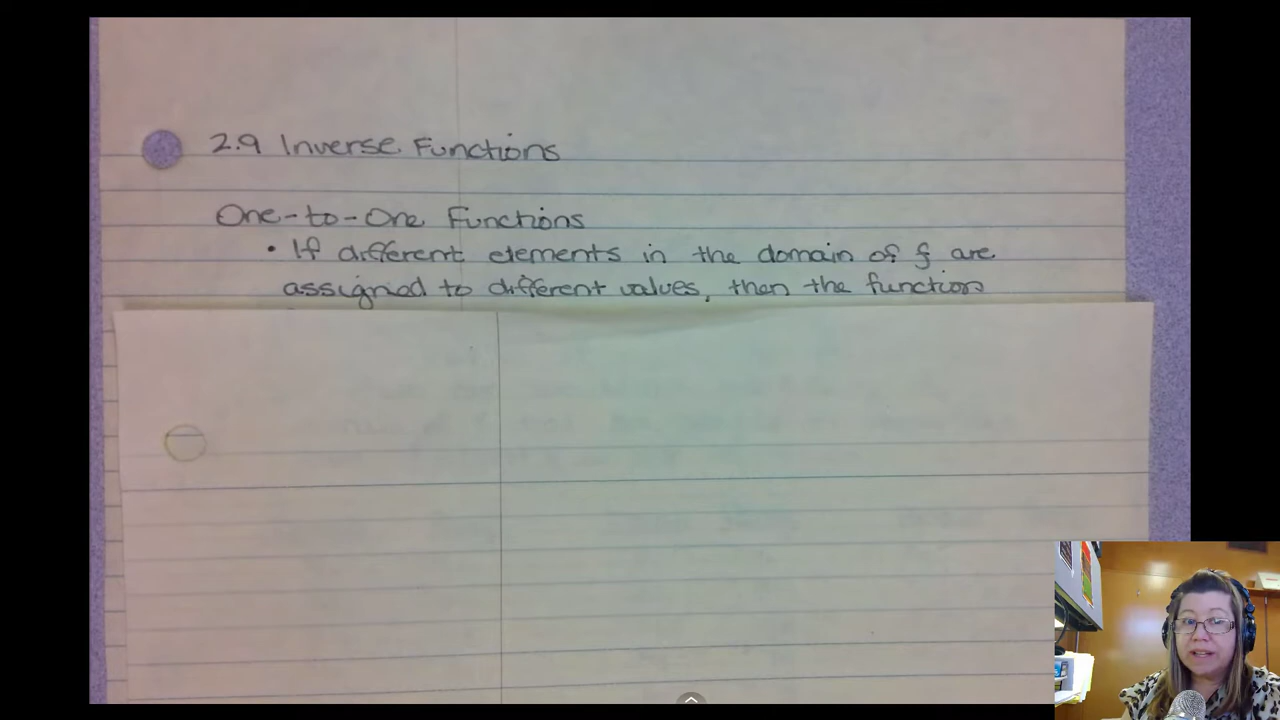 2.9 Inverse Functions
One-to-One Functions
• If different elements in the domain of f are
assigned to different values, then the function